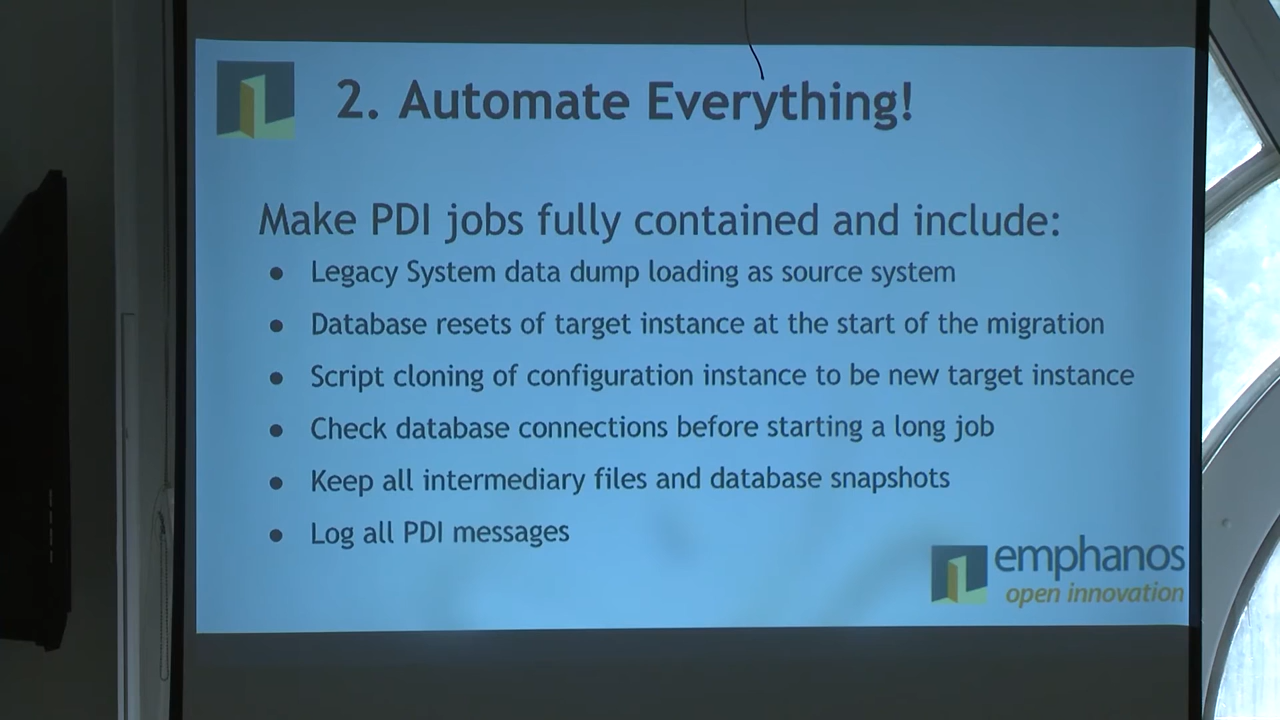 2. Automate Everything!
Make PDI jobs fully contained and include:
● Legacy System data dump loading as source system
● Database resets of target instance at the start of the migration
● Script cloning of configuration instance to be new target instance
● Check database connections before starting a long job
● Keep all intermediary files and database snapshots
● Log all PDI messages
emphanos
open innovation